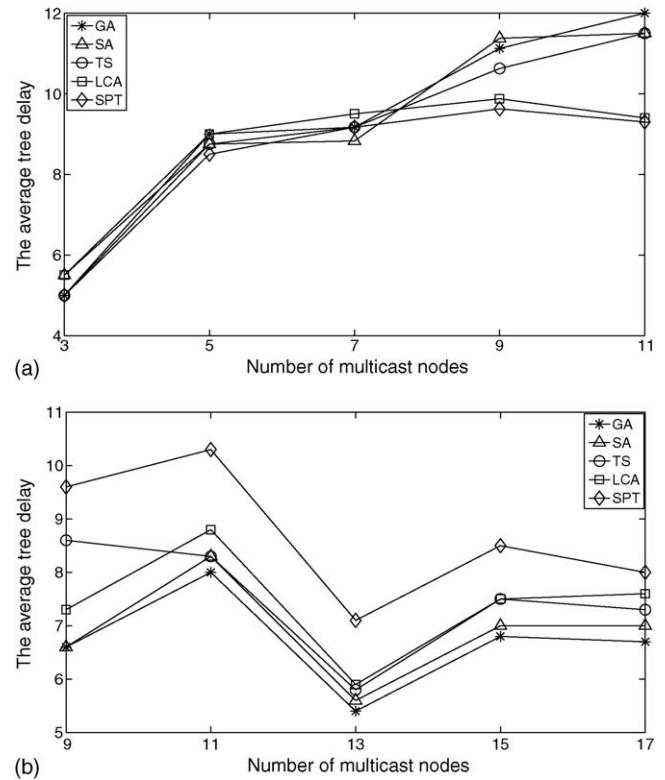 12
GA
SA
TS
LCA
SPT
10
8
6
4
The average tree delay
3
5
7
9
11
Number of multicast nodes
(a)
11
GA
SA
TS
LCA
SPT
10
9
8
7
6
5
The average tree delay
9
11
13
15
17
Number of multicast nodes
(b)